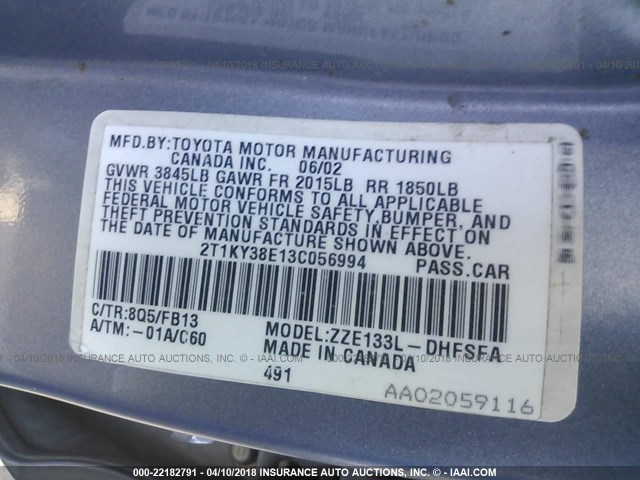 MFD.BY:TOYOTA MOTOR MANUFACTURING
CANADA INC. 06/02
GVWR 3845LB GAWR FR 2015LB RR 1850LB
THIS VEHICLE CONFORMS TO ALL APPLICABLE
FEDERAL MOTOR VEHICLE SAFETY,BUMPER, AND
THEFT PREVENTION STANDARDS IN EFFECT ON
THE DATE OF MANUFACTURE SHOWN ABOVE.
2T1KY38E13C056994 PASS.CAR
C/TR:8Q5/FB13
A/TM:-01A/C60
MODEL:ZZE133L-DHFSFA
MADE IN CANADA
491
AA02059116
000-22182791 - 04/10/2018 - INSURANCE AUTO AUCTIONS - WWW.IAAI.COM